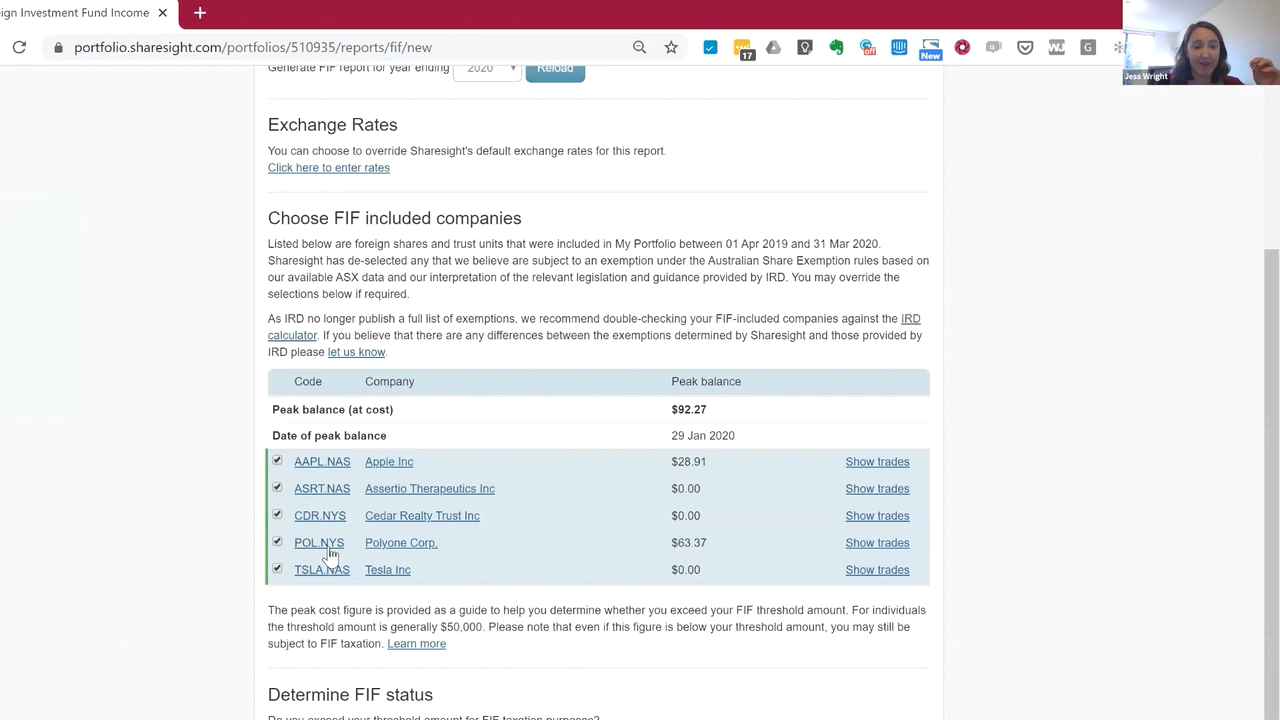 ign Investment Fund Income
portfolio.sharesight.com/portfolios/510935/reports/fif/new
17
New
WJ
G
Jess Wright
Generate FIF report for year ending 2020 Reload
Exchange Rates
You can choose to override Sharesight's default exchange rates for this report.
Click here to enter rates
Choose FIF included companies
Listed below are foreign shares and trust units that were included in My Portfolio between 01 Apr 2019 and 31 Mar 2020.
Sharesight has de-selected any that we believe are subject to an exemption under the Australian Share Exemption rules based on
our available ASX data and our interpretation of the relevant legislation and guidance provided by IRD. You may override the
selections below if required.
As IRD no longer publish a full list of exemptions, we recommend double-checking your FIF-included companies against the IRD
calculator. If you believe that there are any differences between the exemptions determined by Sharesight and those provided by
IRD please let us know.
Code Company Peak balance
Peak balance (at cost) $92.27
Date of peak balance 29 Jan 2020
AAPL.NAS Apple Inc $28.91 Show trades
ASRT.NAS Assertio Therapeutics Inc $0.00 Show trades
CDR.NYS Cedar Realty Trust Inc $0.00 Show trades
POL.NYS Polyone Corp. $63.37 Show trades
TSLA.NAS Tesla Inc $0.00 Show trades
The peak cost figure is provided as a guide to help you determine whether you exceed your FIF threshold amount. For individuals
the threshold amount is generally $50,000. Please note that even if this figure is below your threshold amount, you may still be
subject to FIF taxation. Learn more
Determine FIF status
Do you exceed your threshold amount for FIF taxation purposes?